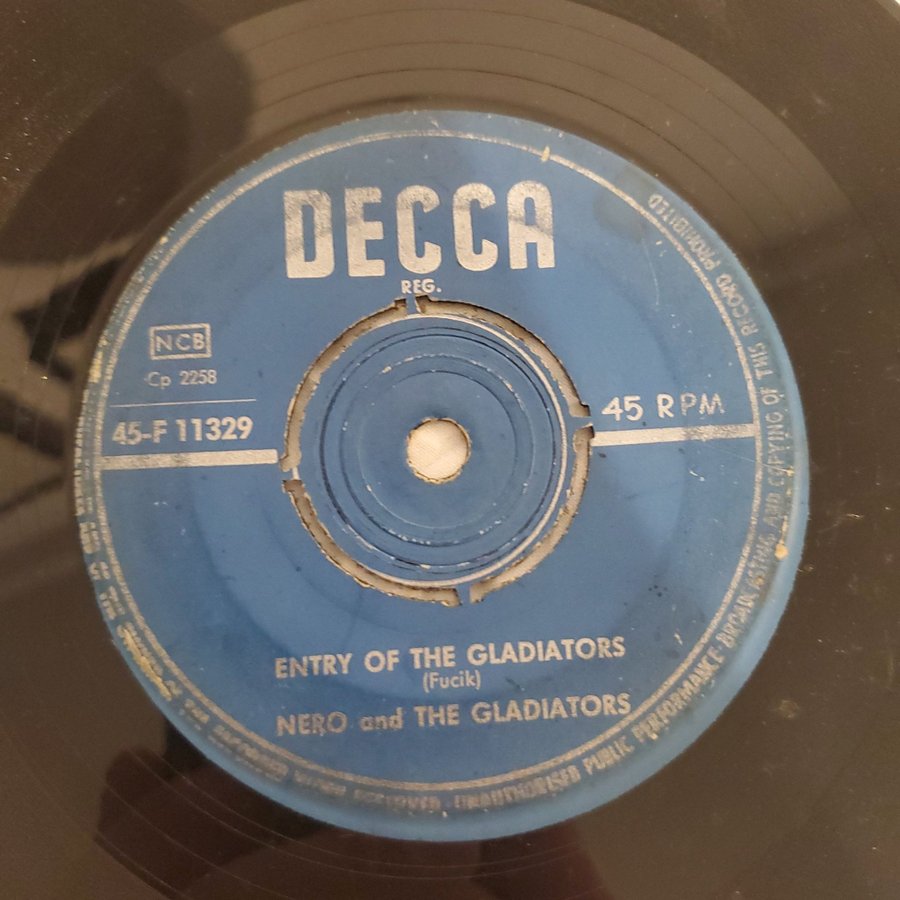 DECCA
REG.
NCB
Cp 2258
45-F 11329
45 RPM
ENTRY OF THE GLADIATORS
(Fucik)
NERO and THE GLADIATORS
UNAUTHORISED PUBLIC PERFORMANCE·BROADCASTING AND COPYING OF THIS RECORD PROHIBITED